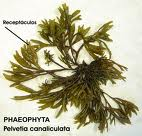 Receptáculos
PHAEOPHYTA
Pelvetia canaliculata